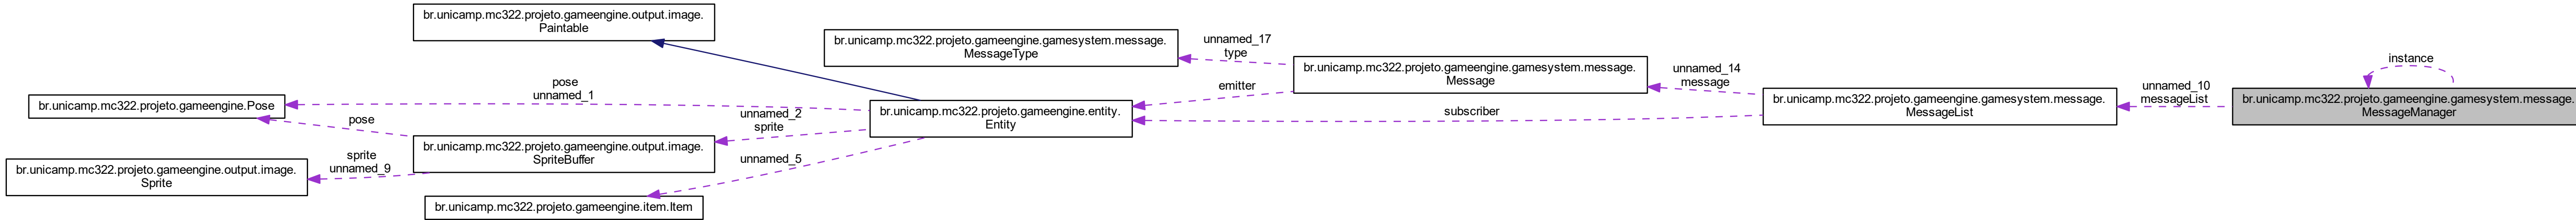 br.unicamp.mc322.projeto.gameengine.output.image.
Paintable
br.unicamp.mc322.projeto.gameengine.gamesystem.message.
MessageType
unnamed_17
type
br.unicamp.mc322.projeto.gameengine.gamesystem.message.
Message
unnamed_14
message
instance
pose
unnamed_1
br.unicamp.mc322.projeto.gameengine.Pose
emitter
unnamed_10
messageList
br.unicamp.mc322.projeto.gameengine.gamesystem.message.
MessageList
br.unicamp.mc322.projeto.gameengine.gamesystem.message.
MessageManager
br.unicamp.mc322.projeto.gameengine.entity.
Entity
subscriber
pose
unnamed_2
sprite
br.unicamp.mc322.projeto.gameengine.output.image.
SpriteBuffer
sprite
unnamed_9
unnamed_5
br.unicamp.mc322.projeto.gameengine.output.image.
Sprite
br.unicamp.mc322.projeto.gameengine.item.Item